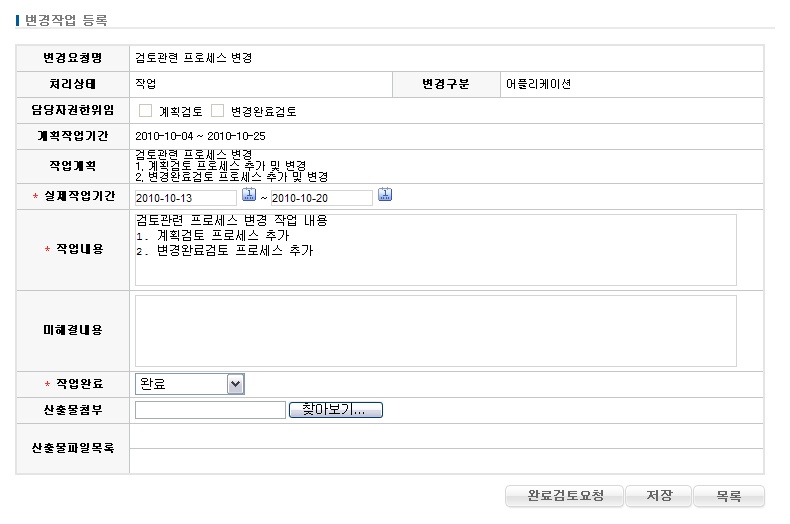 변경작업 등록
변경요청명 검토관련 프로세스 변경
처리상태 작업 변경구분 어플리케이션
담당자권한위임 계획검토 변경완료검토
계획작업기간 2010-10-04 ~ 2010-10-25
작업계획
검토관련 프로세스 변경
1. 계획검토 프로세스 추가 및 변경
2. 변경완료검토 프로세스 추가 및 변경
* 실제작업기간 2010-10-13 ~ 2010-10-20
* 작업내용
검토관련 프로세스 변경 작업 내용
1. 계획검토 프로세스 추가
2. 변경완료검토 프로세스 추가
미해결내용
* 작업완료 완료
산출물첨부 찾아보기...
산출물파일목록
완료검토요청 저장 목록